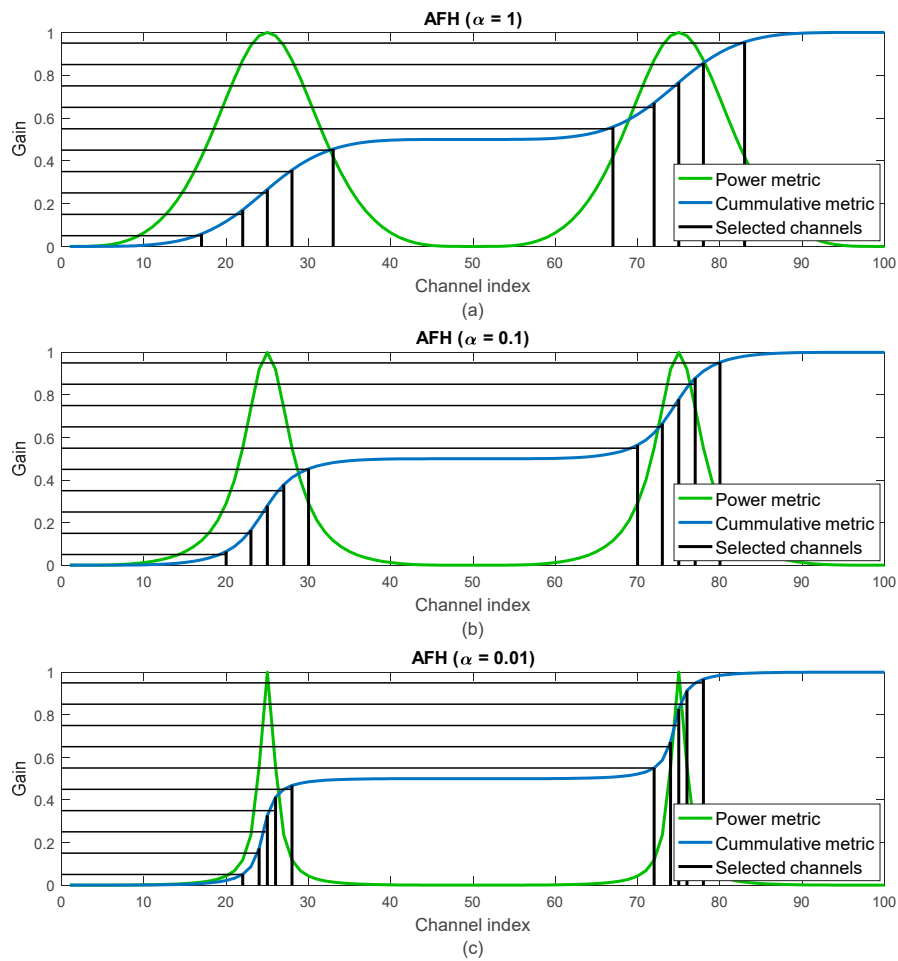 AFH (α = 1)
1
0.8
0.6
0.4
0.2
0
Gain
Power metric
Cummulative metric
Selected channels
0 10 20 30 40 50 60 70 80 90 100
Channel index
(a)
AFH (α = 0.1)
1
0.8
0.6
0.4
0.2
0
Gain
Power metric
Cummulative metric
Selected channels
0 10 20 30 40 50 60 70 80 90 100
Channel index
(b)
AFH (α = 0.01)
1
0.8
0.6
0.4
0.2
0
Gain
Power metric
Cummulative metric
Selected channels
0 10 20 30 40 50 60 70 80 90 100
Channel index
(c)